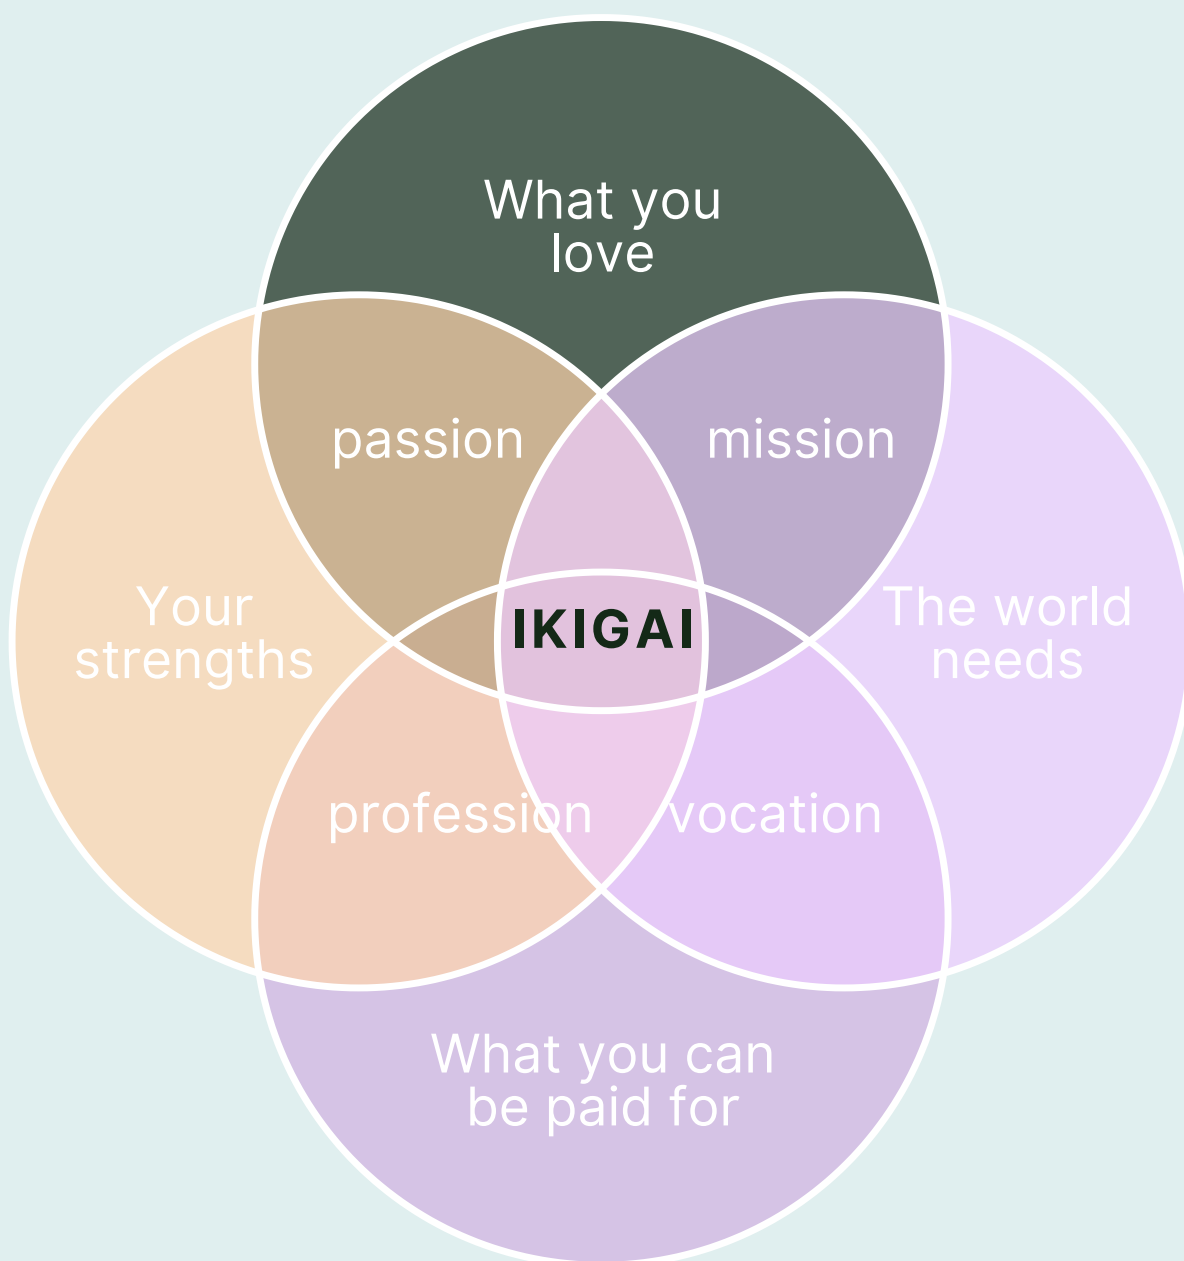 What you
love
passion
mission
Your
strengths
IKIGAI
The world
needs
profession
vocation
What you can
be paid for